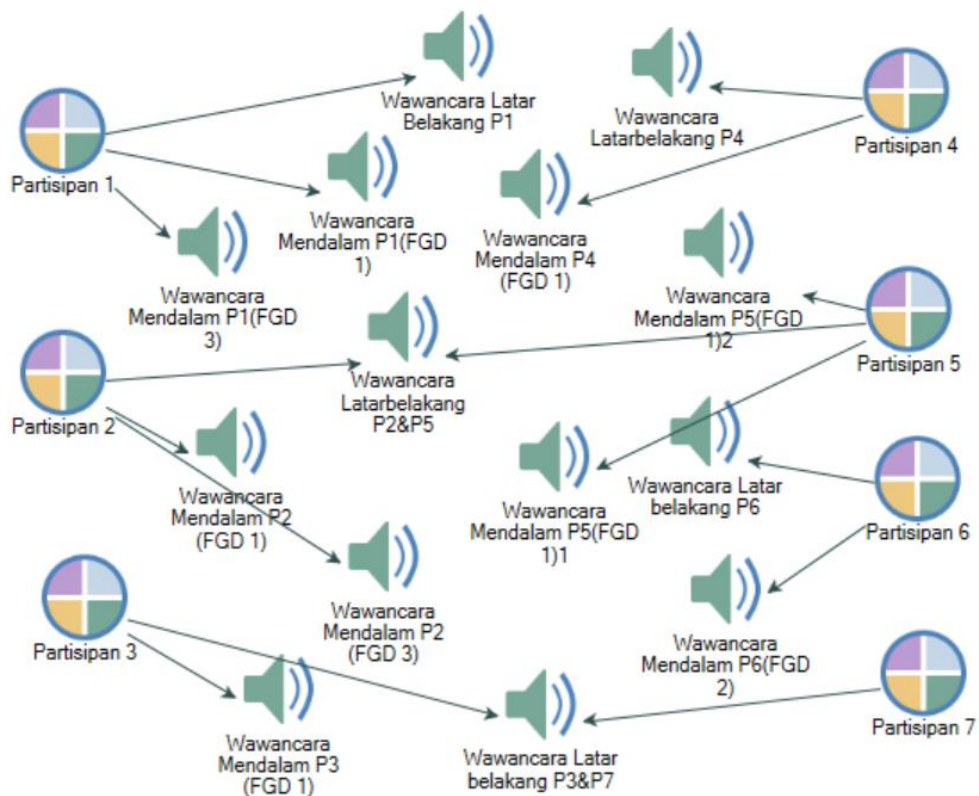 Wawancara Latar
Belakang P1
Wawancara
Latarbelakang P4
Partisipan 4
Partisipan 1
Wawancara
Mendalam P1(FGD
1)
Wawancara
Mendalam P4
(FGD 1)
Wawancara
Mendalam P1(FGD
3)
Wawancara
Mendalam P5(FGD
1)2
Partisipan 5
Wawancara
Latarbelakang
P2&P5
Partisipan 2
Wawancara
Mendalam P2
(FGD 1)
Wawancara
Mendalam P5(FGD
1)1
Wawancara Latar
belakang P6
Partisipan 6
Wawancara
Mendalam P2
(FGD 3)
Partisipan 3
Wawancara
Mendalam P6(FGD
2)
Wawancara
Mendalam P3
(FGD 1)
Wawancara Latar
belakang P3&P7
Partisipan 7